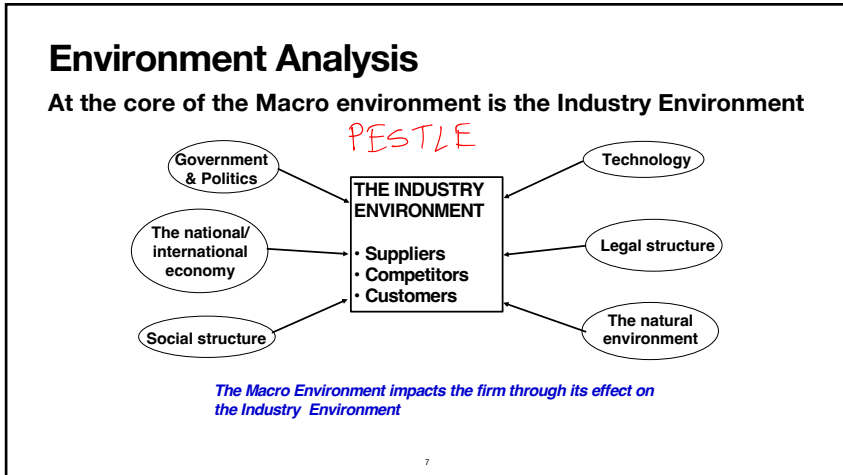 Environment Analysis
At the core of the Macro environment is the Industry Environment
PESTLE
Government
& Politics
The national/
international
economy
Social structure
THE INDUSTRY
ENVIRONMENT
• Suppliers
• Competitors
• Customers
Technology
Legal structure
The natural
environment
The Macro Environment impacts the firm through its effect on
the Industry Environment
7